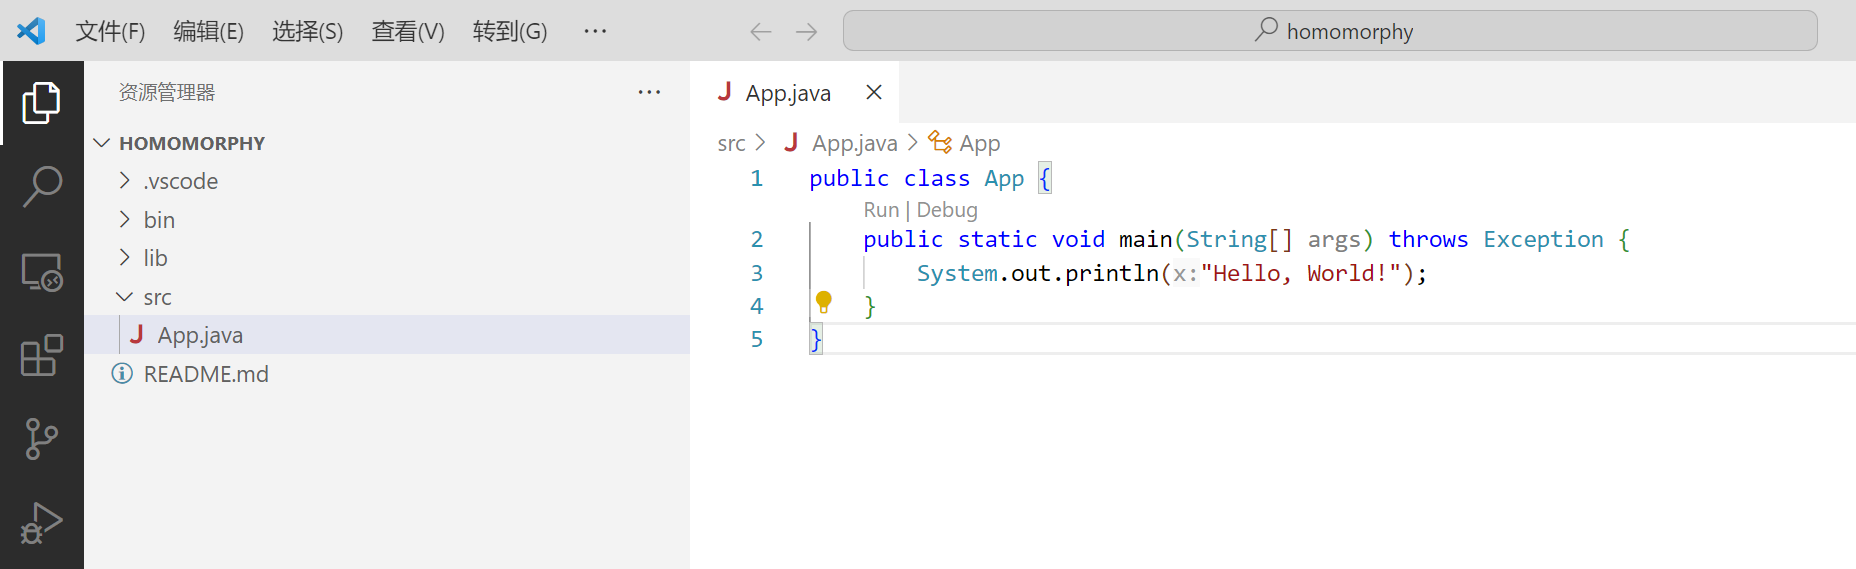 文件(F) 编辑(E) 选择(S) 查看(V) 转到(G) ··· homomorphy
资源管理器 ···
HOMOMORPHY
.vscode
bin
lib
src
J App.java
README.md
J App.java
src > J App.java > App
1 public class App {
Run | Debug
2 public static void main(String[] args) throws Exception {
3 System.out.println(x:"Hello, World!");
4 }
5 }